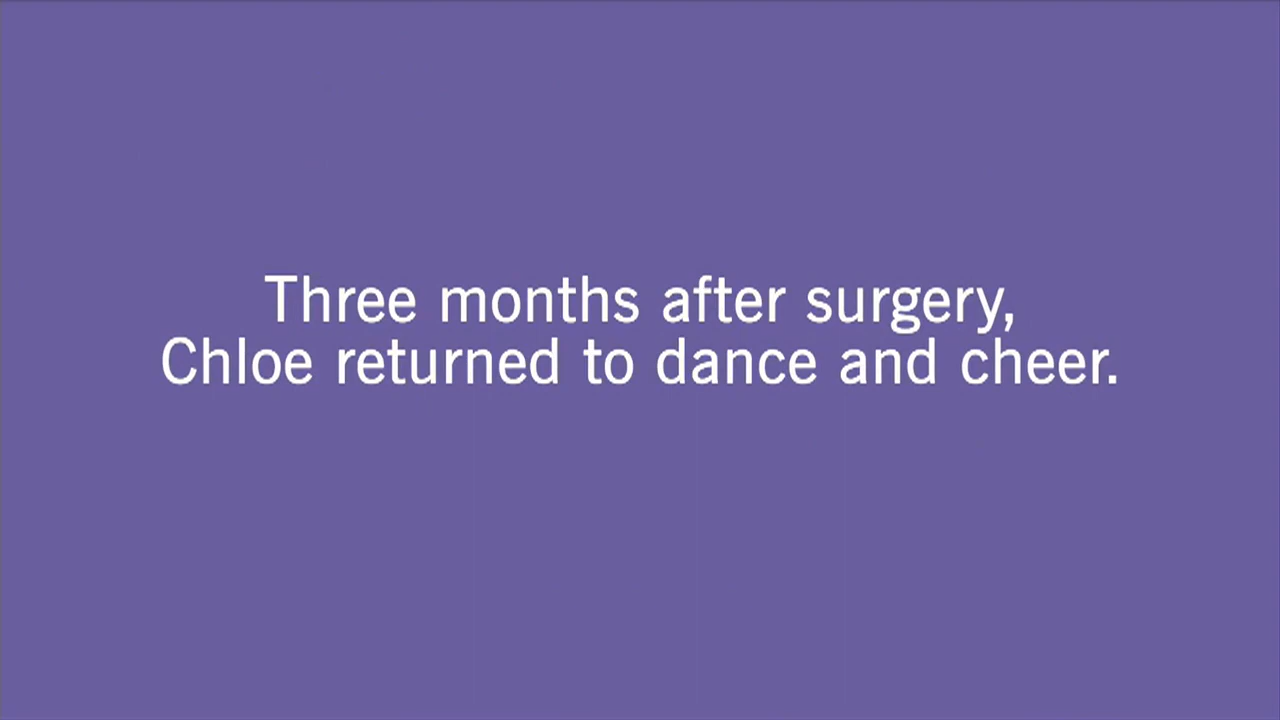 Three months after surgery,
Chloe returned to dance and cheer.